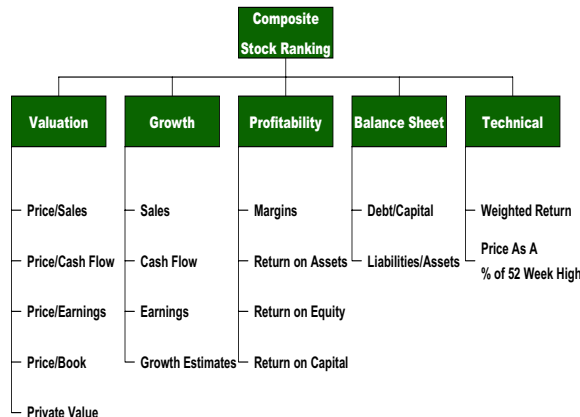 Composite
Stock Ranking
Valuation
Growth
Profitability
Balance Sheet
Technical
Price/Sales
Price/Cash Flow
Price/Earnings
Price/Book
Private Value
Sales
Cash Flow
Earnings
Growth Estimates
Margins
Return on Assets
Return on Equity
Return on Capital
Debt/Capital
Liabilities/Assets
Weighted Return
Price As A
% of 52 Week High